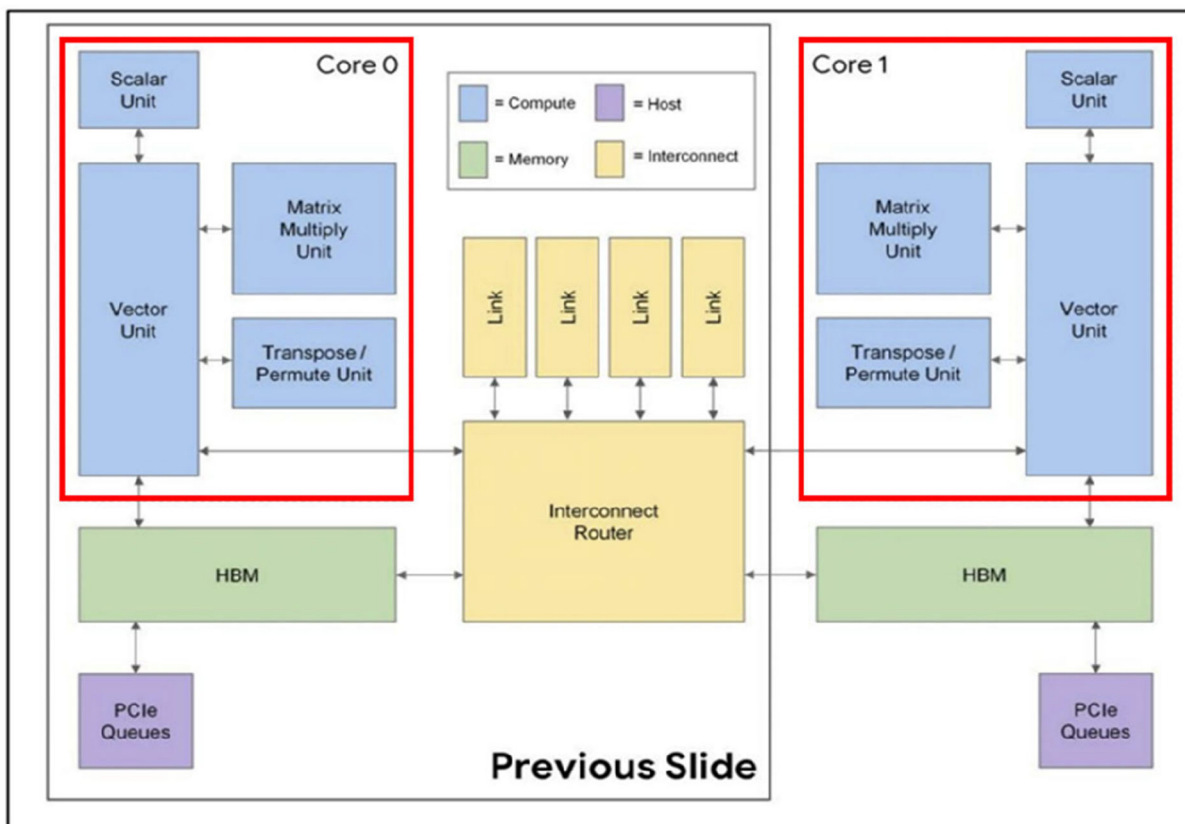 Core 0
Scalar
Unit
Vector
Unit
Matrix
Multiply
Unit
Transpose /
Permute Unit
HBM
PCIe
Queues
= Compute
= Host
= Memory
= Interconnect
Link
Link
Link
Link
Interconnect
Router
Previous Slide
Core 1
Scalar
Unit
Matrix
Multiply
Unit
Vector
Unit
Transpose /
Permute Unit
HBM
PCIe
Queues